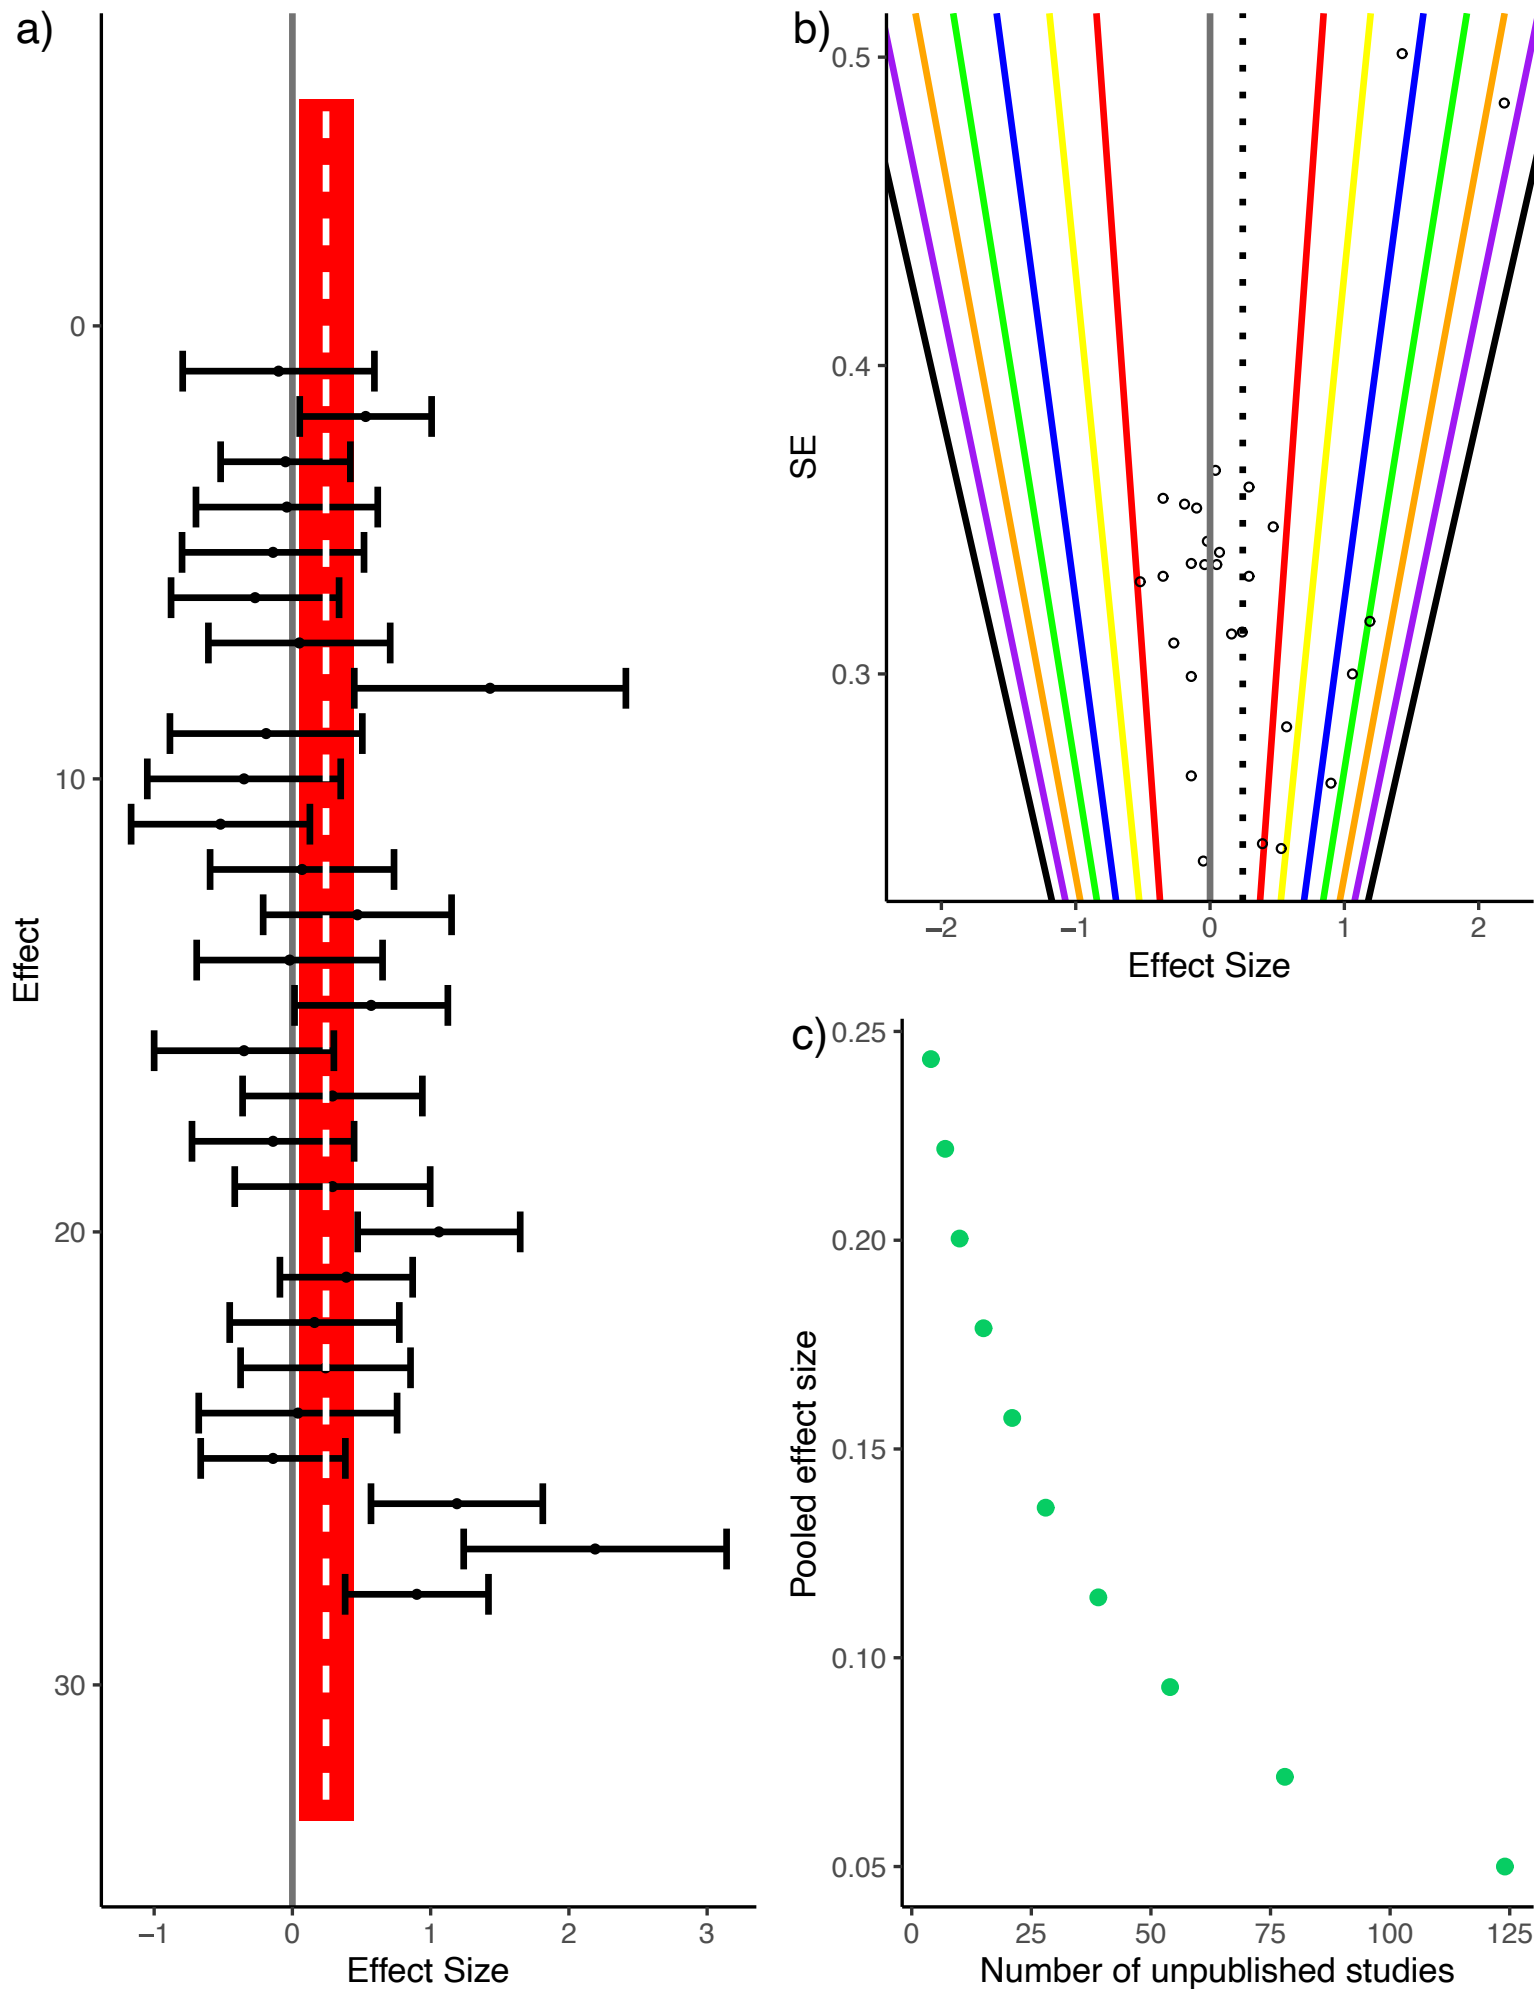 a)
0
10
20
30
Effect
−1 0 1 2 3
Effect Size
b)
0.5
0.4
0.3
SE
−2 −1 0 1 2
Effect Size
c)
0.25
0.20
0.15
0.10
0.05
Pooled effect size
0 25 50 75 100 125
Number of unpublished studies